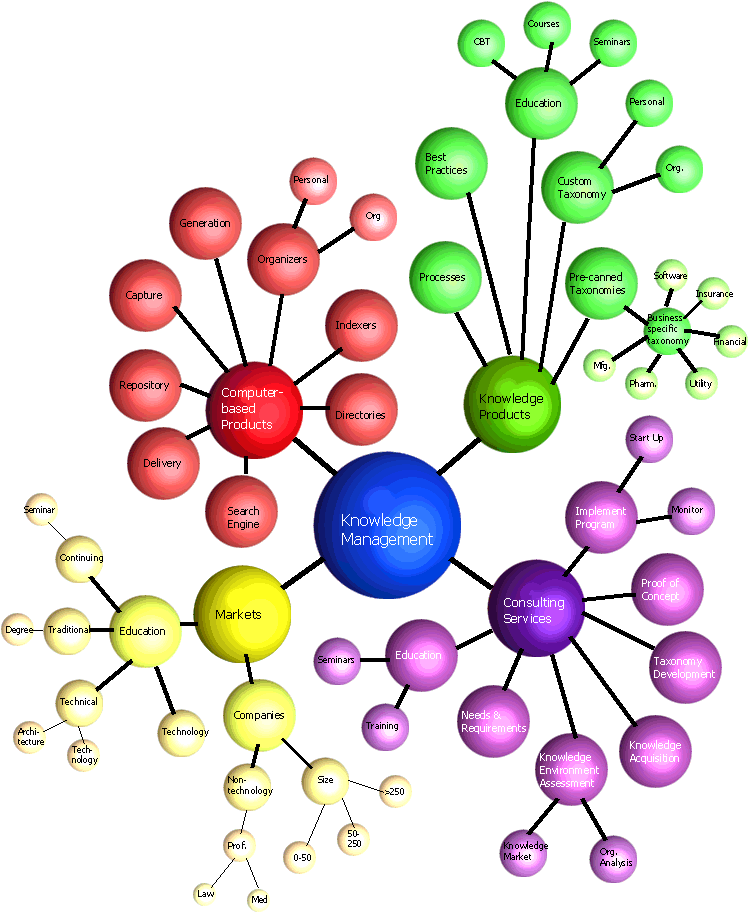 Courses
CBT
Seminars
Education
Personal
Best
Practices
Custom
Taxonomy
Org.
Personal
Org
Generation
Organizers
Processes
Pre-canned
Taxonomies
Software
Insurance
Business
specific
taxonomy
Financial
Mfg.
Pharm.
Utility
Capture
Indexers
Repository
Computer-
based
Products
Directories
Knowledge
Products
Delivery
Search
Engine
Knowledge
Management
Start Up
Implement
Program
Monitor
Seminar
Continuing
Degree
Traditional
Education
Markets
Consulting
Services
Proof of
Concept
Seminars
Education
Taxonomy
Development
Technical
Archi-
tecture
Tech-
nology
Technology
Companies
Training
Needs &
Requirements
Knowledge
Acquisition
Knowledge
Environment
Assessment
Non-
technology
Size
>250
50-
250
0-50
Prof.
Law
Med
Knowledge
Market
Org.
Analysis